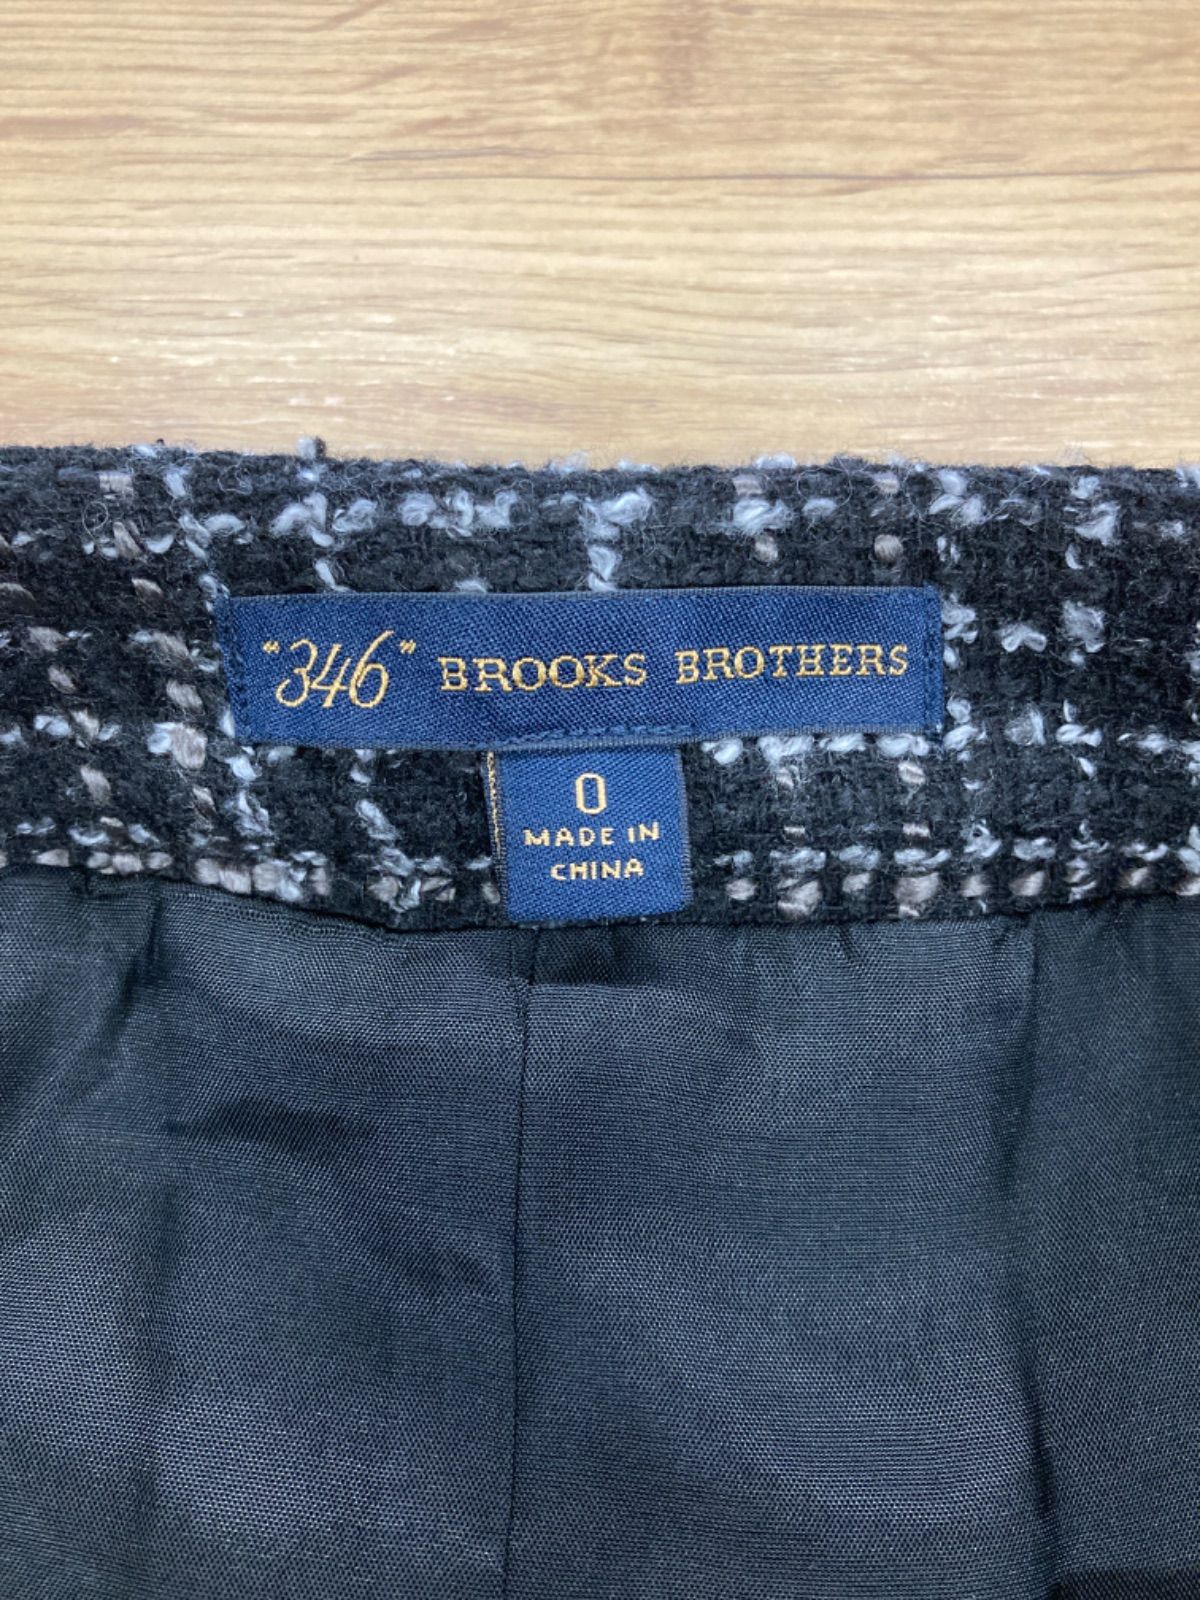 "346" BROOKS BROTHERS
0
MADE IN
CHINA